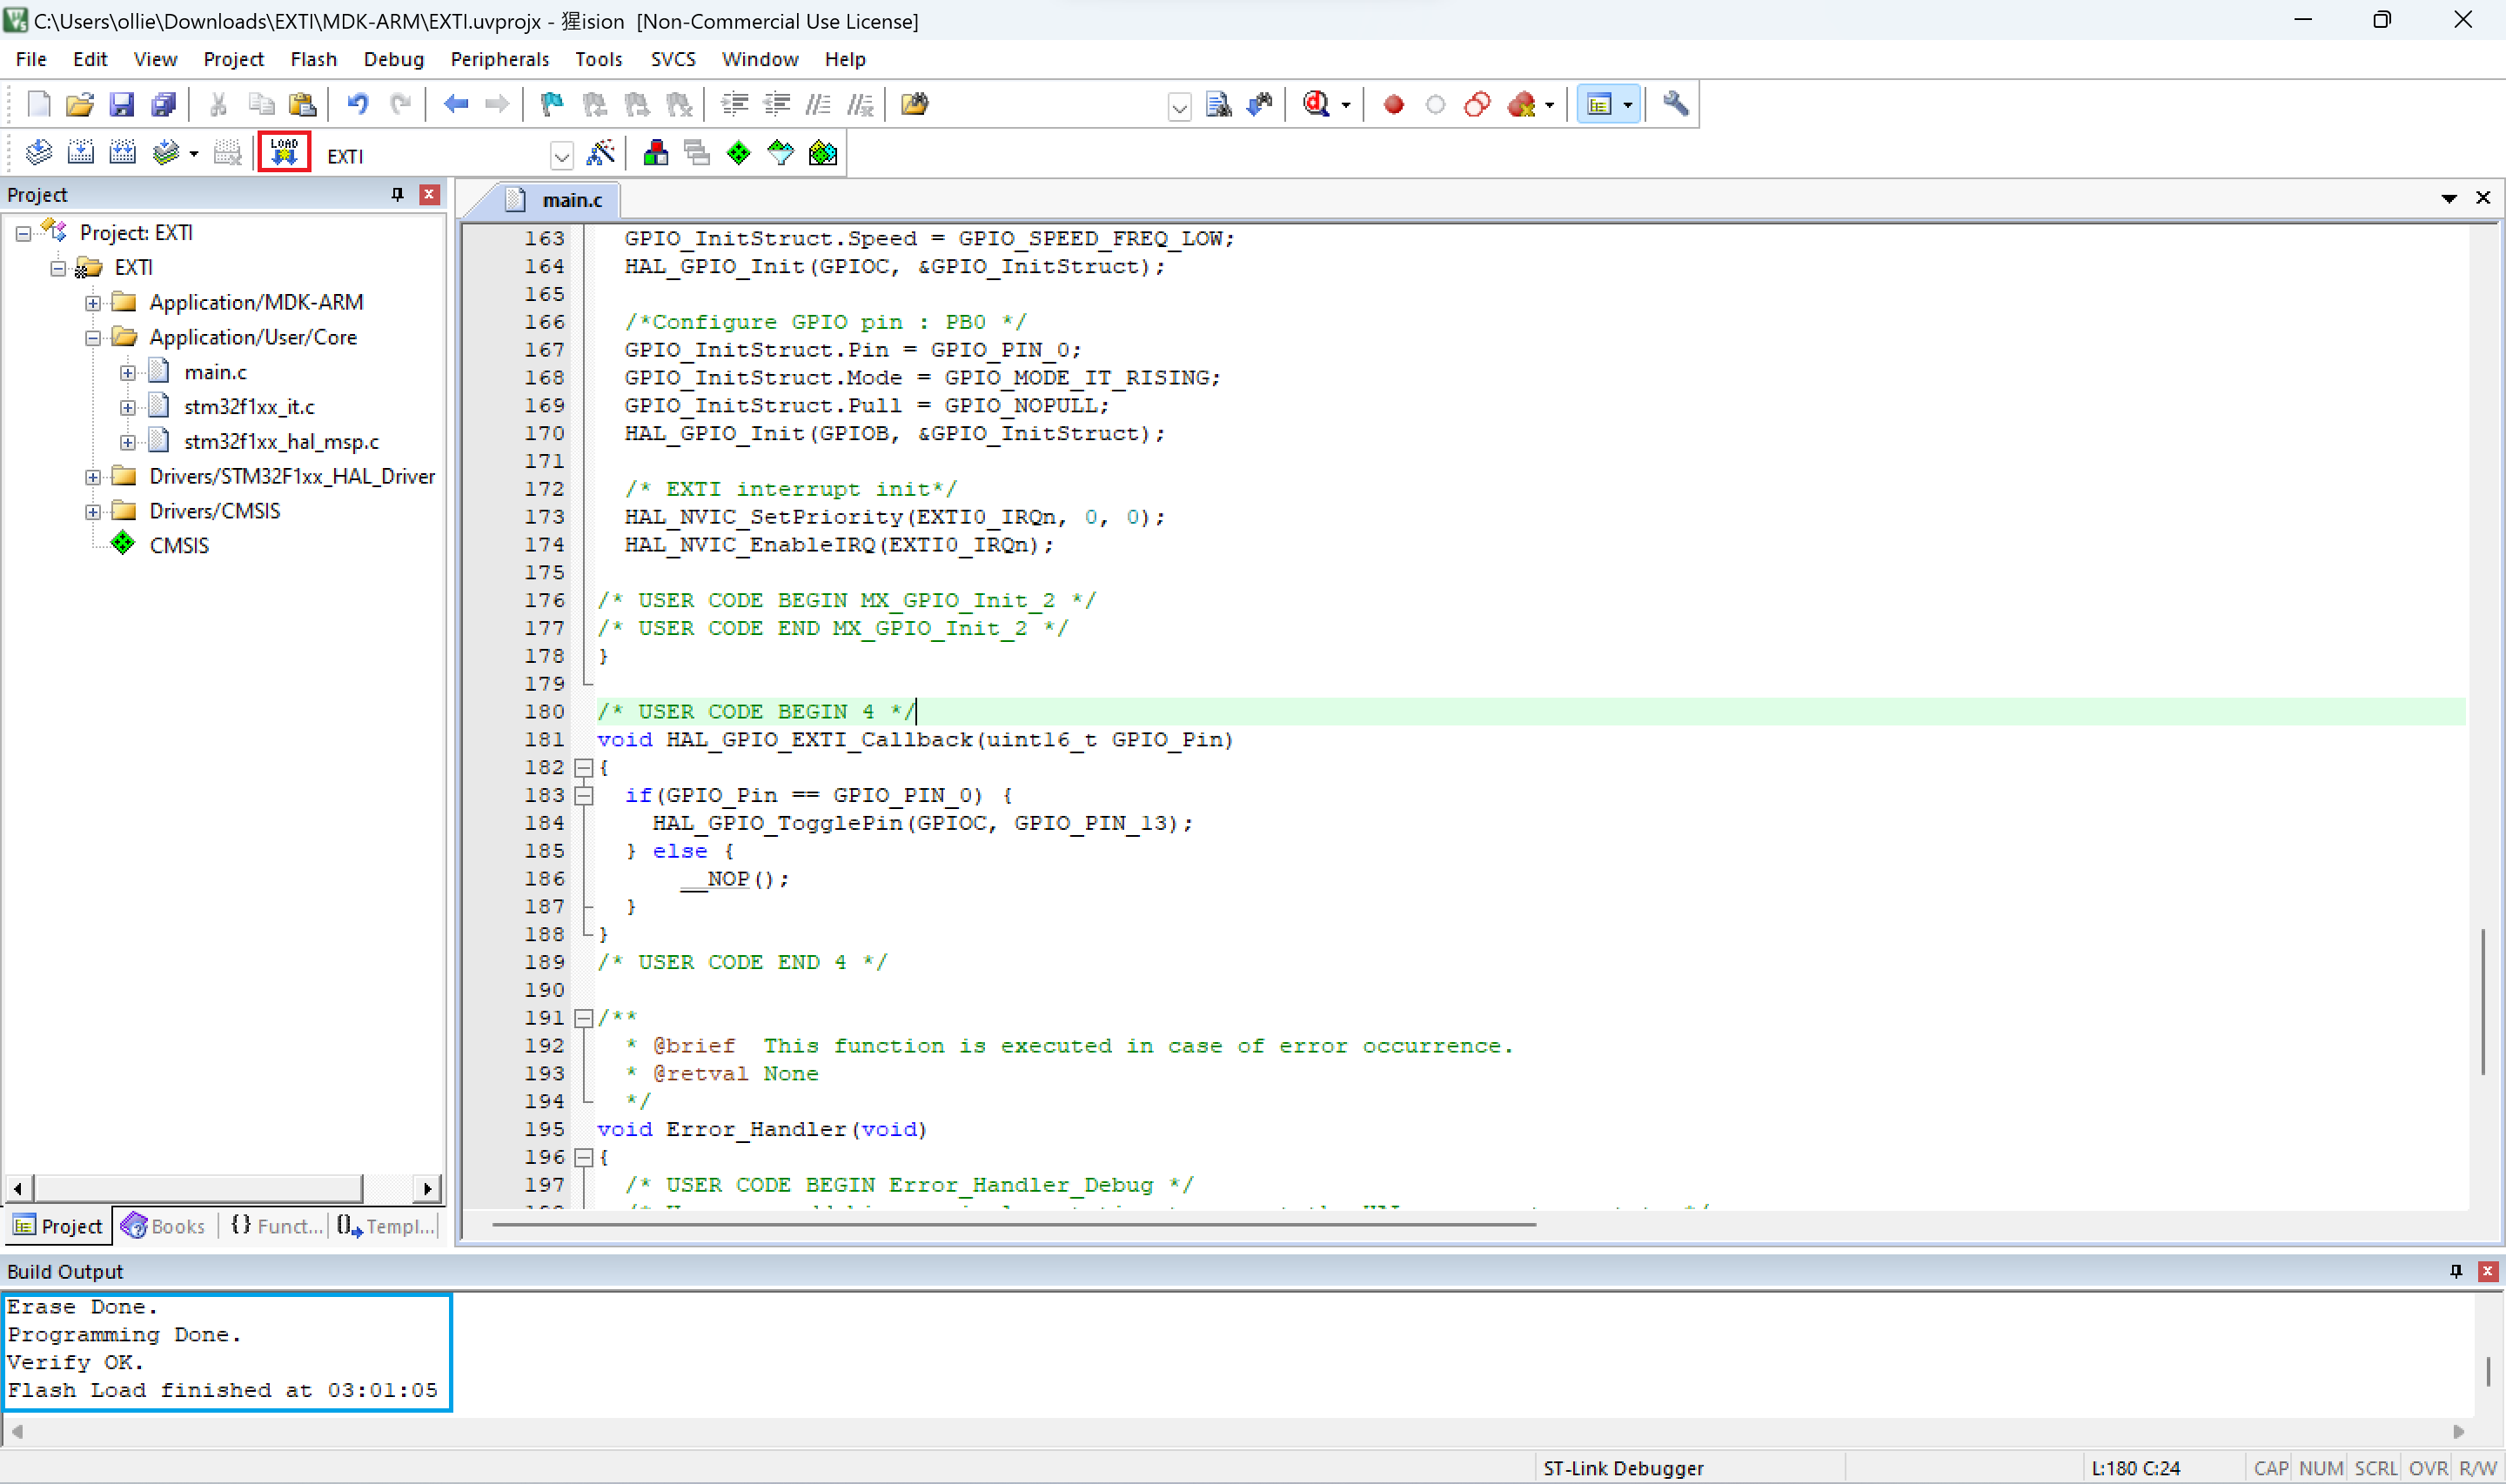 C:\Users\ollie\Downloads\EXTI\MDK-ARM\EXTI.uvprojx - 猩ision  [Non-Commercial Use License]
File Edit View Project Flash Debug Peripherals Tools SVCS Window Help
LOAD EXTI
Project
main.c
Project: EXTI
EXTI
Application/MDK-ARM
Application/User/Core
main.c
stm32f1xx_it.c
stm32f1xx_hal_msp.c
Drivers/STM32F1xx_HAL_Driver
Drivers/CMSIS
CMSIS
Project Books {} Funct... Templ...
163 GPIO_InitStruct.Speed = GPIO_SPEED_FREQ_LOW;
164 HAL_GPIO_Init(GPIOC, &GPIO_InitStruct);
165
166 /*Configure GPIO pin : PB0 */
167 GPIO_InitStruct.Pin = GPIO_PIN_0;
168 GPIO_InitStruct.Mode = GPIO_MODE_IT_RISING;
169 GPIO_InitStruct.Pull = GPIO_NOPULL;
170 HAL_GPIO_Init(GPIOB, &GPIO_InitStruct);
171
172 /* EXTI interrupt init*/
173 HAL_NVIC_SetPriority(EXTI0_IRQn, 0, 0);
174 HAL_NVIC_EnableIRQ(EXTI0_IRQn);
175
176 /* USER CODE BEGIN MX_GPIO_Init_2 */
177 /* USER CODE END MX_GPIO_Init_2 */
178 }
179
180 /* USER CODE BEGIN 4 */
181 void HAL_GPIO_EXTI_Callback(uint16_t GPIO_Pin)
182 {
183 if(GPIO_Pin == GPIO_PIN_0) {
184 HAL_GPIO_TogglePin(GPIOC, GPIO_PIN_13);
185 } else {
186 __NOP();
187 }
188 }
189 /* USER CODE END 4 */
190
191 /**
192 * @brief  This function is executed in case of error occurrence.
193 * @retval None
194 */
195 void Error_Handler(void)
196 {
197 /* USER CODE BEGIN Error_Handler_Debug */
Build Output
Erase Done.
Programming Done.
Verify OK.
Flash Load finished at 03:01:05
ST-Link Debugger L:180 C:24 CAP NUM SCRL OVR R/W